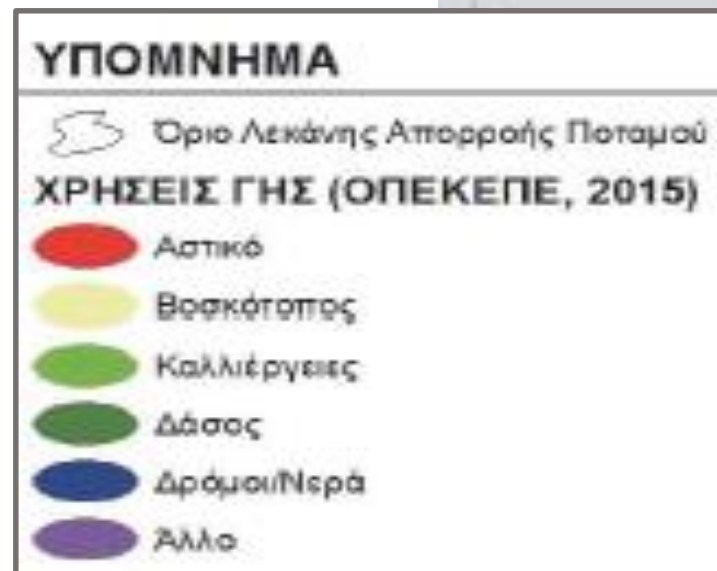 ΥΠΟΜΝΗΜΑ
Όριο Λεκάνης Απορροής Ποταμού
ΧΡΗΣΕΙΣ ΓΗΣ (ΟΠΕΚΕΠΕ, 2015)
Αστικό
Βοσκότοπος
Καλλιέργειες
Δάσος
Δρόμοι/Νερά
Άλλο